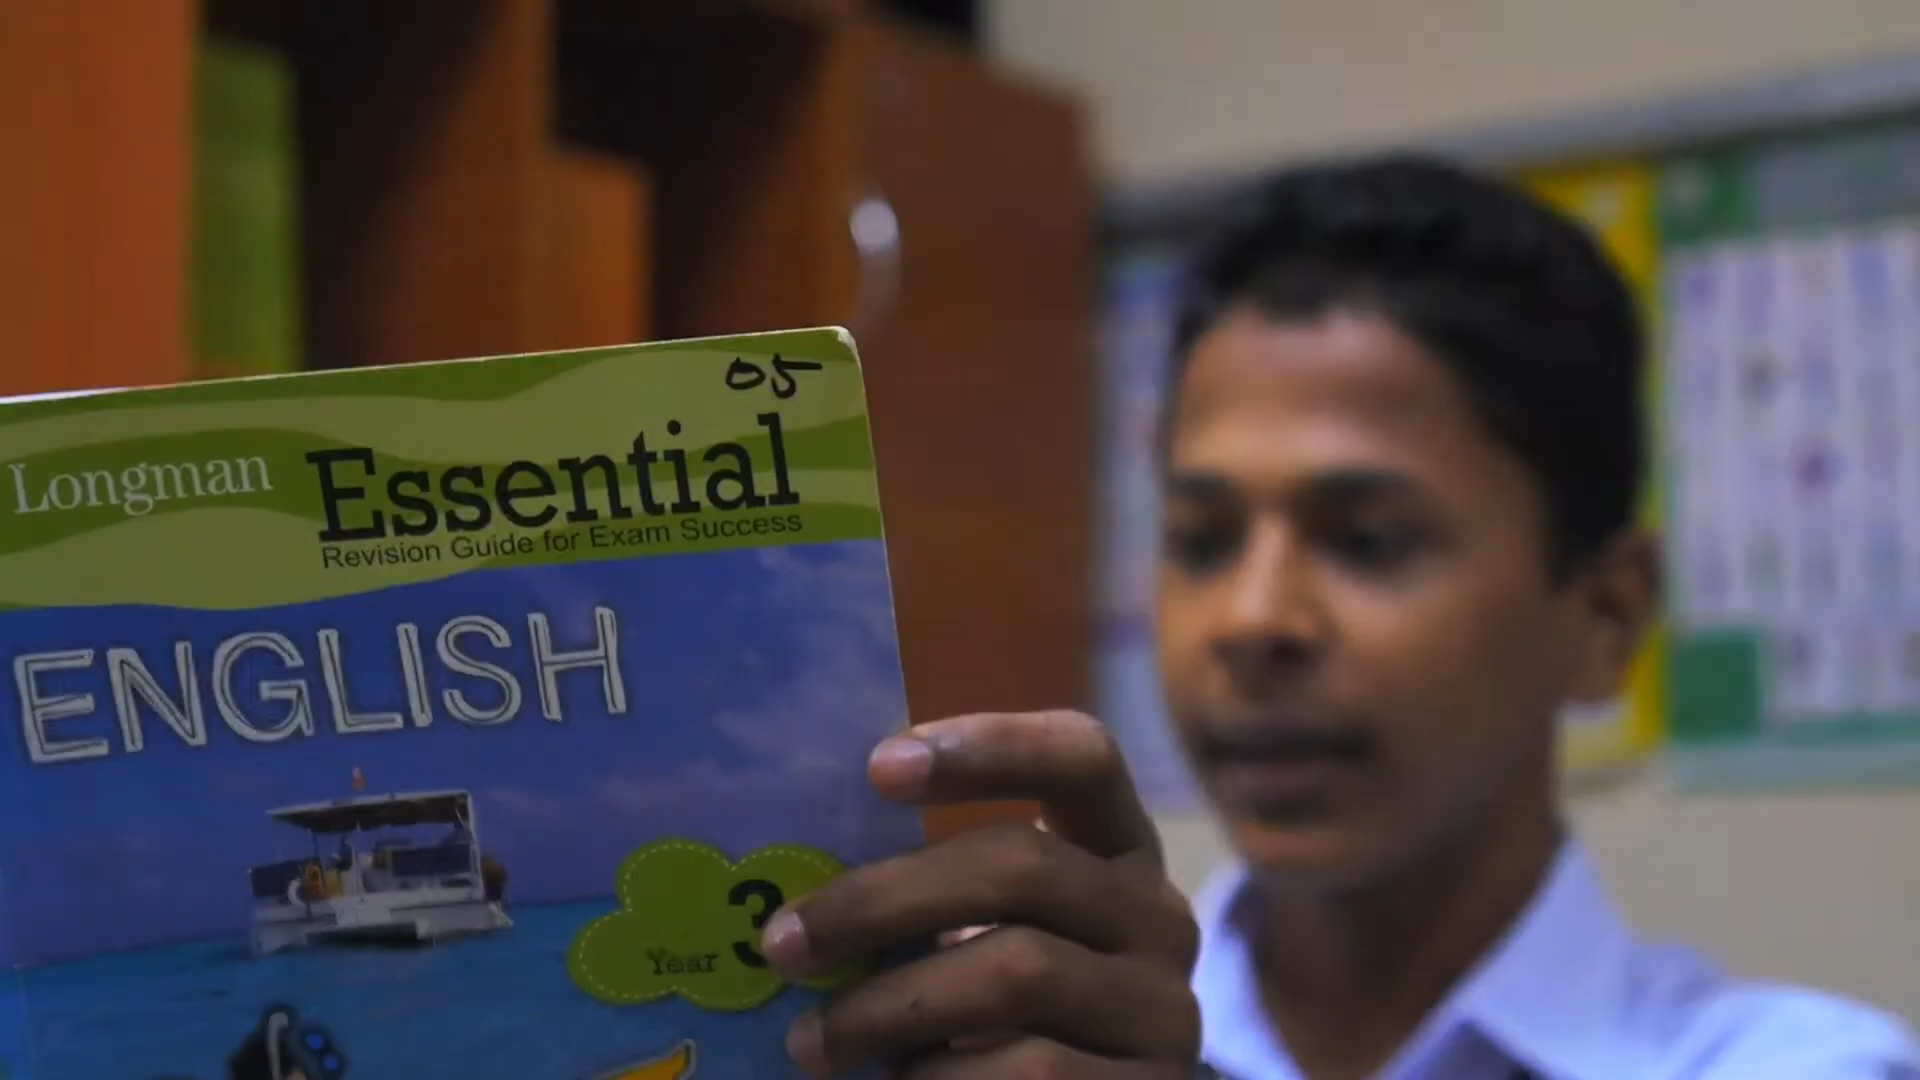 05
Longman Essential
Revision Guide for Exam Success
ENGLISH
Year 3